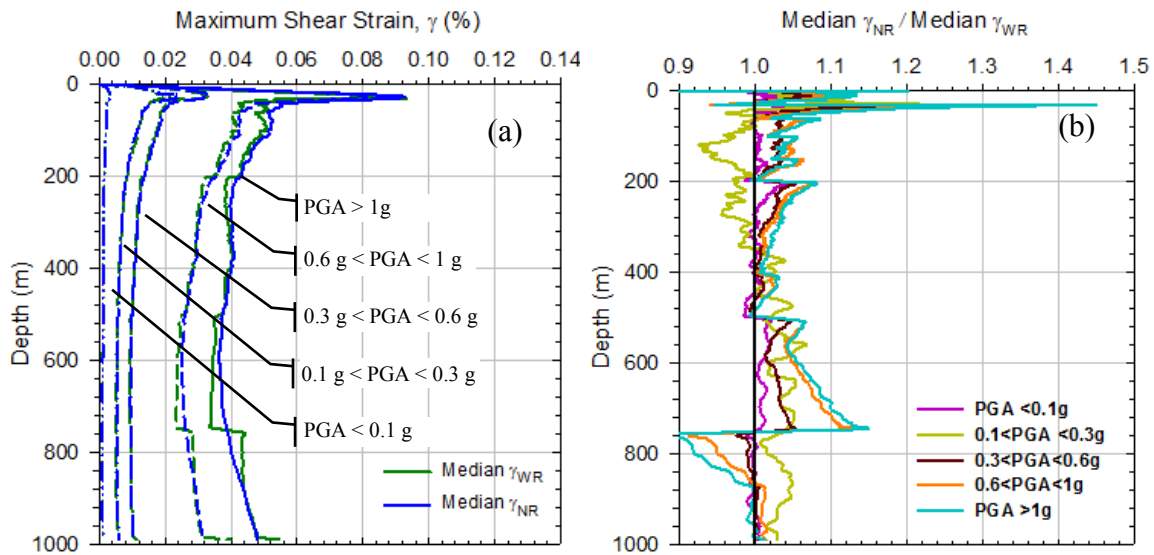 Maximum Shear Strain, γ (%)
0.00 0.02 0.04 0.06 0.08 0.10 0.12 0.14
0
200
400
600
800
1000
Depth (m)
(a)
PGA > 1g
0.6 g < PGA < 1 g
0.3 g < PGA < 0.6 g
0.1 g < PGA < 0.3 g
PGA < 0.1 g
Median γWR
Median γNR
Median γNR / Median γWR
0.9 1.0 1.1 1.2 1.3 1.4 1.5
0
200
400
600
800
1000
Depth (m)
(b)
PGA <0.1g
0.1<PGA <0.3g
0.3<PGA<0.6g
0.6<PGA<1g
PGA >1g